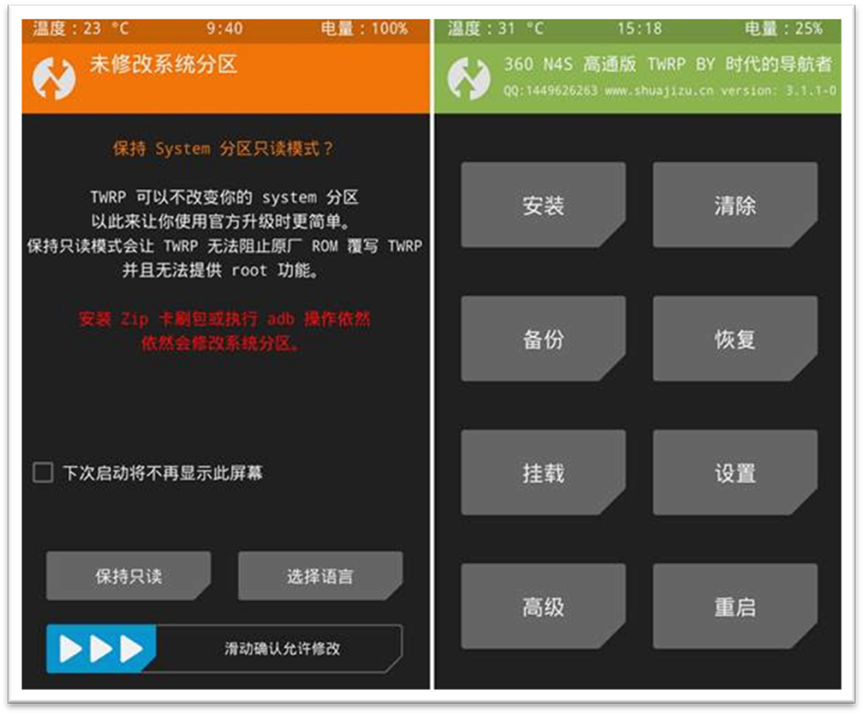 温度：23 °C 9:40 电量：100%
未修改系统分区
保持 System 分区只读模式？
TWRP 可以不改变你的 system 分区
以此来让你使用官方升级时更简单。
保持只读模式会让 TWRP 无法阻止原厂 ROM 覆写 TWRP
并且无法提供 root 功能。
安装 Zip 卡刷包或执行 adb 操作依然
依然会修改系统分区。
下次启动将不再显示此屏幕
保持只读 选择语言
滑动确认允许修改
温度：31 °C 15:18 电量：25%
360 N4S 高通版 TWRP BY 时代的导航者
QQ:1449626263 www.shuajizu.cn version: 3.1.1-0
安装 清除
备份 恢复
挂载 设置
高级 重启